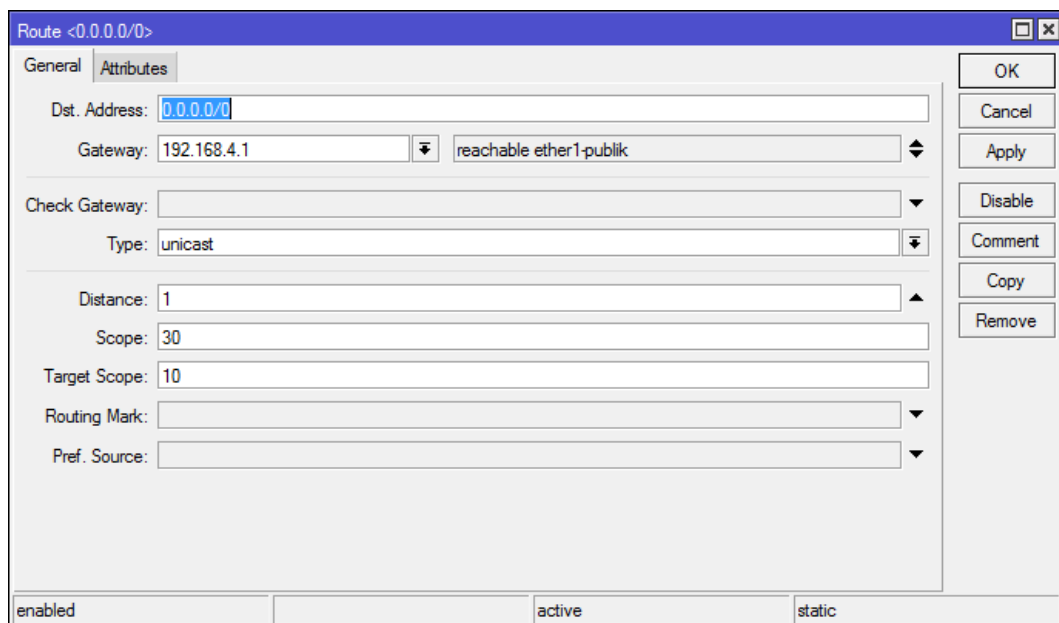 Route <0.0.0.0/0>
General Attributes
OK
Dst. Address: 0.0.0.0/0
Cancel
Gateway: 192.168.4.1 reachable ether1-publik
Apply
Check Gateway:
Disable
Type: unicast
Comment
Distance: 1
Copy
Scope: 30
Remove
Target Scope: 10
Routing Mark:
Pref. Source:
enabled active static